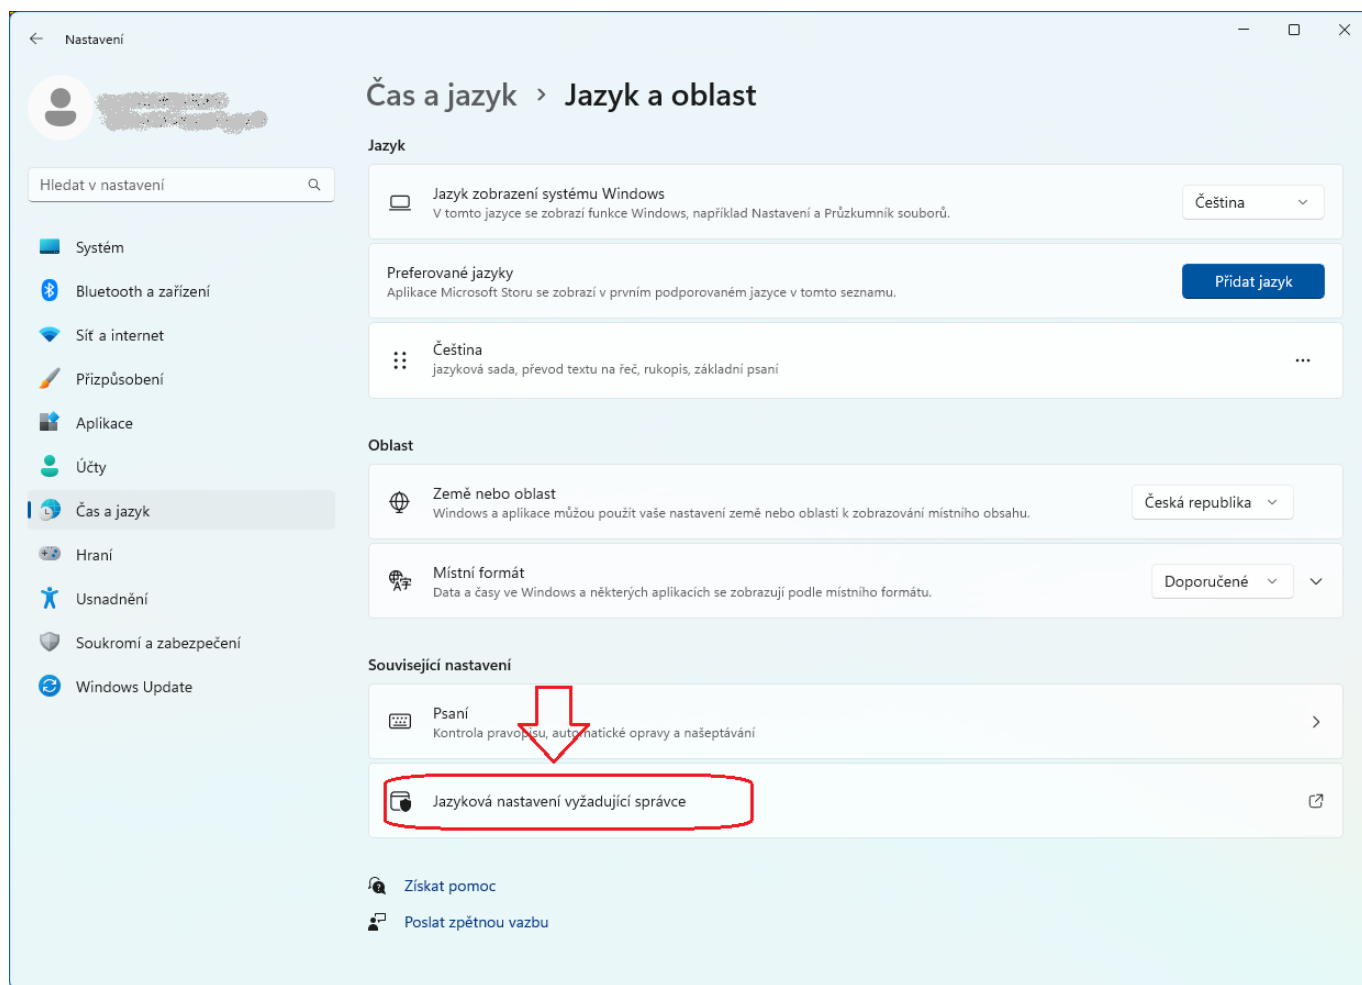 Nastavení
Hledat v nastavení
Systém
Bluetooth a zařízení
Síť a internet
Přizpůsobení
Aplikace
Účty
Čas a jazyk
Hraní
Usnadnění
Soukromí a zabezpečení
Windows Update
Čas a jazyk › Jazyk a oblast
Jazyk
Jazyk zobrazení systému Windows
V tomto jazyce se zobrazí funkce Windows, například Nastavení a Průzkumník souborů.
Čeština
Preferované jazyky
Aplikace Microsoft Storu se zobrazí v prvním podporovaném jazyce v tomto seznamu.
Přidat jazyk
Čeština
jazyková sada, převod textu na řeč, rukopis, základní psaní
Oblast
Země nebo oblast
Windows a aplikace můžou použít vaše nastavení země nebo oblasti k zobrazování místního obsahu.
Česká republika
Místní formát
Data a časy ve Windows a některých aplikacích se zobrazují podle místního formátu.
Doporučené
Související nastavení
Psaní
Kontrola pravopisu, automatické opravy a našeptávání
Jazyková nastavení vyžadující správce
Získat pomoc
Poslat zpětnou vazbu